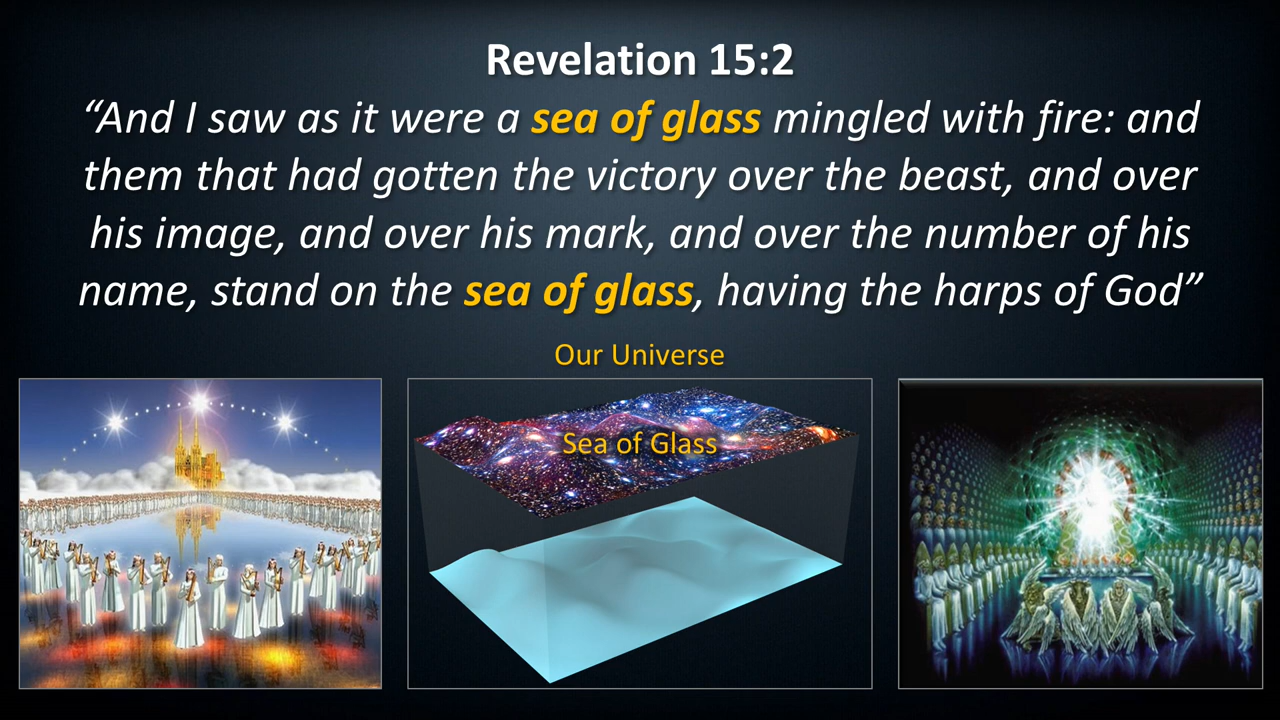 Revelation 15:2
“And I saw as it were a sea of glass mingled with fire: and
them that had gotten the victory over the beast, and over
his image, and over his mark, and over the number of his
name, stand on the sea of glass, having the harps of God”
Our Universe
Sea of Glass